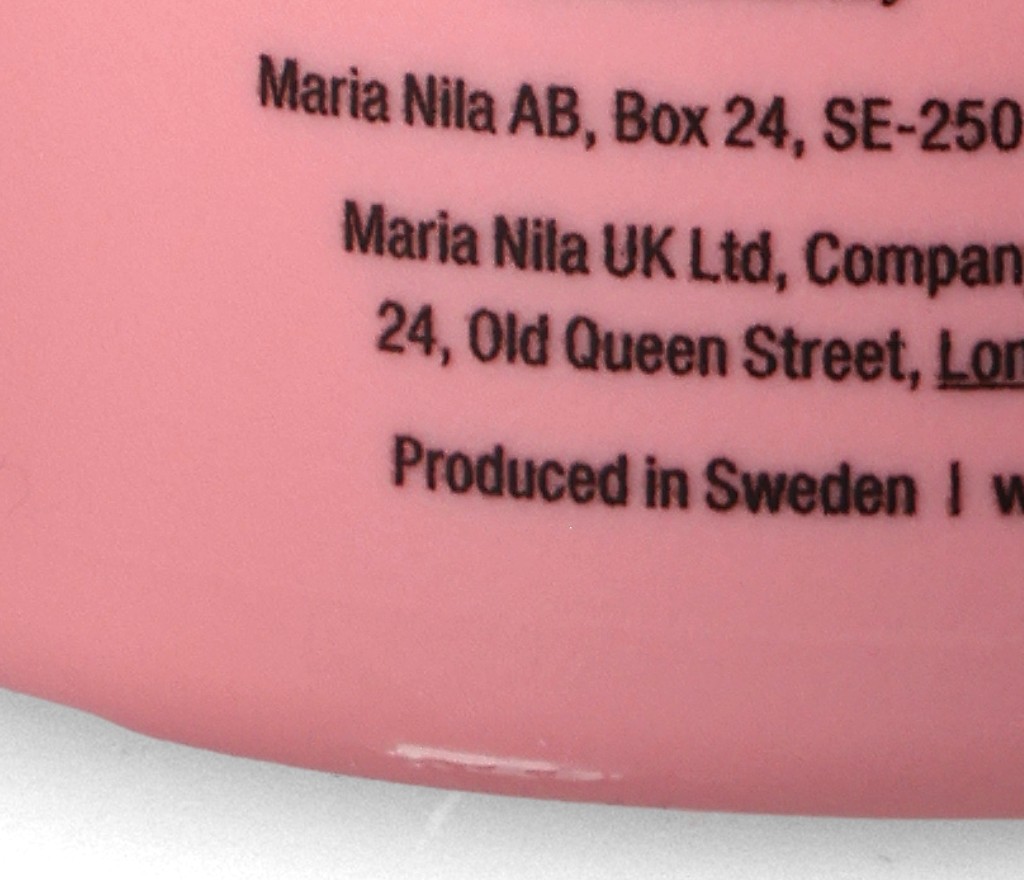 Maria Nila AB, Box 24, SE-250
Maria Nila UK Ltd, Compan
24, Old Queen Street, Lon
Produced in Sweden | w